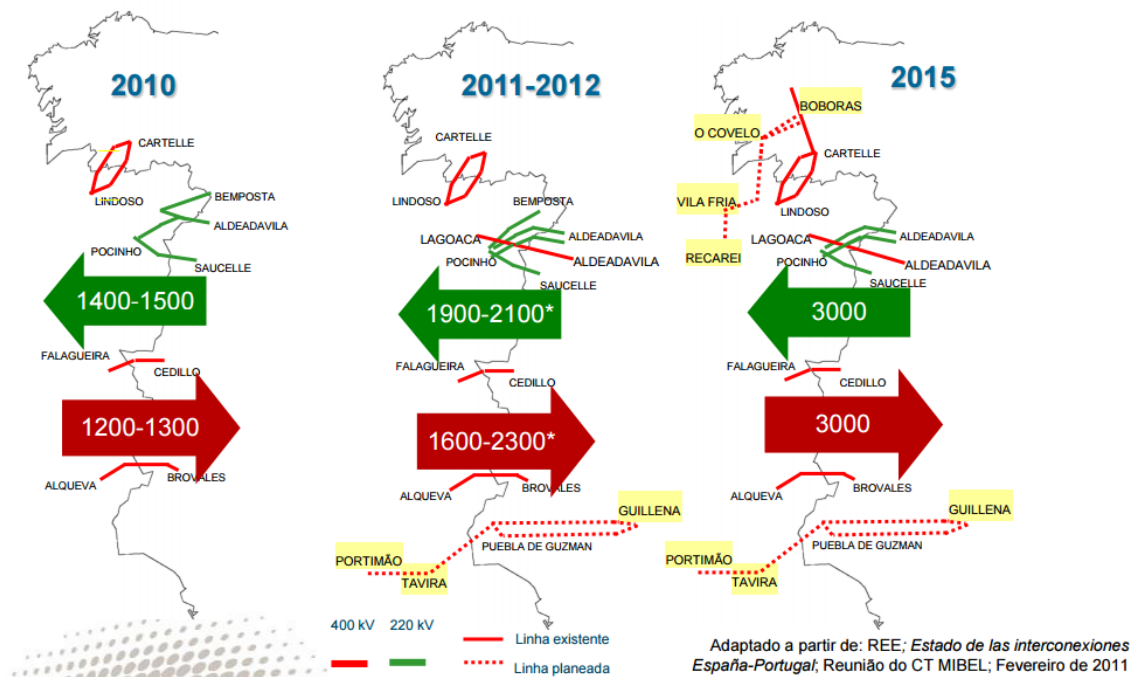 2010
CARTELLE
LINDOSO
BEMPOSTA
ALDEADAVILA
POCINHO
SAUCELLE
1400-1500
FALAGUEIRA
CEDILLO
1200-1300
ALQUEVA
BROVALES
2011-2012
CARTELLE
LINDOSO
BEMPOSTA
LAGOACA
ALDEADAVILA
POCINHO
ALDEADAVILA
SAUCELLE
1900-2100*
FALAGUEIRA
CEDILLO
1600-2300*
ALQUEVA
BROVALES
GUILLENA
PUEBLA DE GUZMAN
PORTIMÃO
TAVIRA
2015
BOBORAS
O COVELO
CARTELLE
VILA FRIA
LINDOSO
LAGOACA
ALDEADAVILA
RECAREI
POCINHO
ALDEADAVILA
SAUCELLE
3000
FALAGUEIRA
CEDILLO
3000
ALQUEVA
BROVALES
GUILLENA
PUEBLA DE GUZMAN
PORTIMÃO
TAVIRA
400 kV 220 kV
Linha existente
Linha planeada
Adaptado a partir de: REE; Estado de las interconexiones
España-Portugal; Reunião do CT MIBEL; Fevereiro de 2011